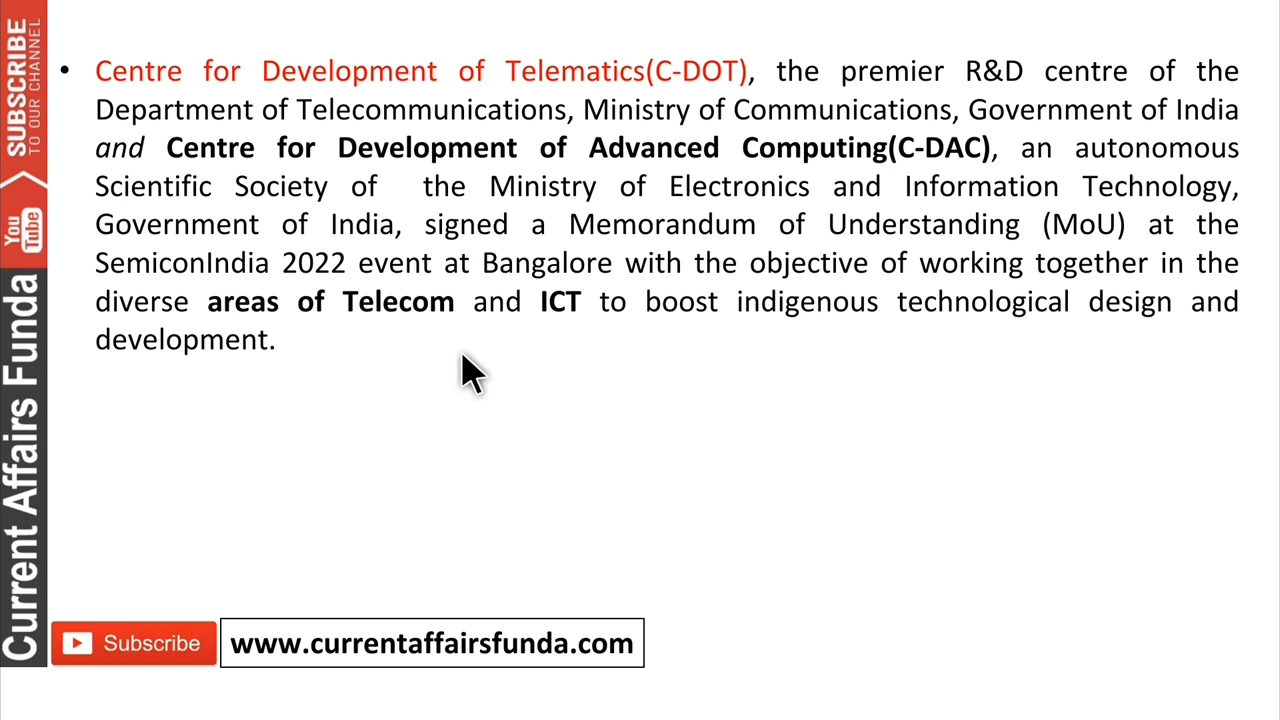 SUBSCRIBE
TO OUR CHANNEL
You
Tube
Current Affairs Funda
• Centre for Development of Telematics(C-DOT), the premier R&D centre of the
Department of Telecommunications, Ministry of Communications, Government of India
and Centre for Development of Advanced Computing(C-DAC), an autonomous
Scientific Society of the Ministry of Electronics and Information Technology,
Government of India, signed a Memorandum of Understanding (MoU) at the
SemiconIndia 2022 event at Bangalore with the objective of working together in the
diverse areas of Telecom and ICT to boost indigenous technological design and
development.
Subscribe
www.currentaffairsfunda.com